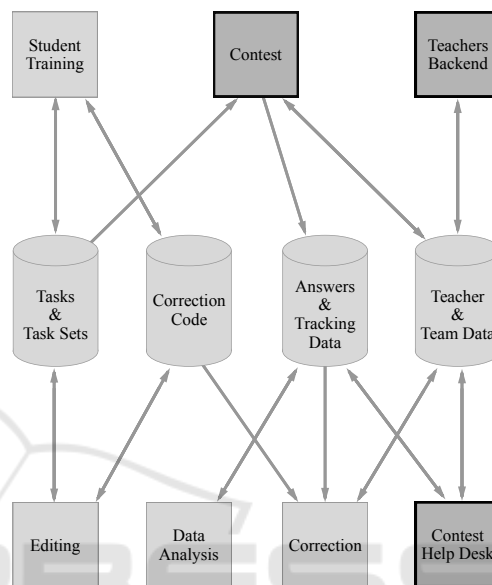 Student
Training
Contest
Teachers
Backend
Tasks
&
Task Sets
Correction
Code
Answers
&
Tracking
Data
Teacher
&
Team Data
Editing
Data
Analysis
Correction
Contest
Help Desk